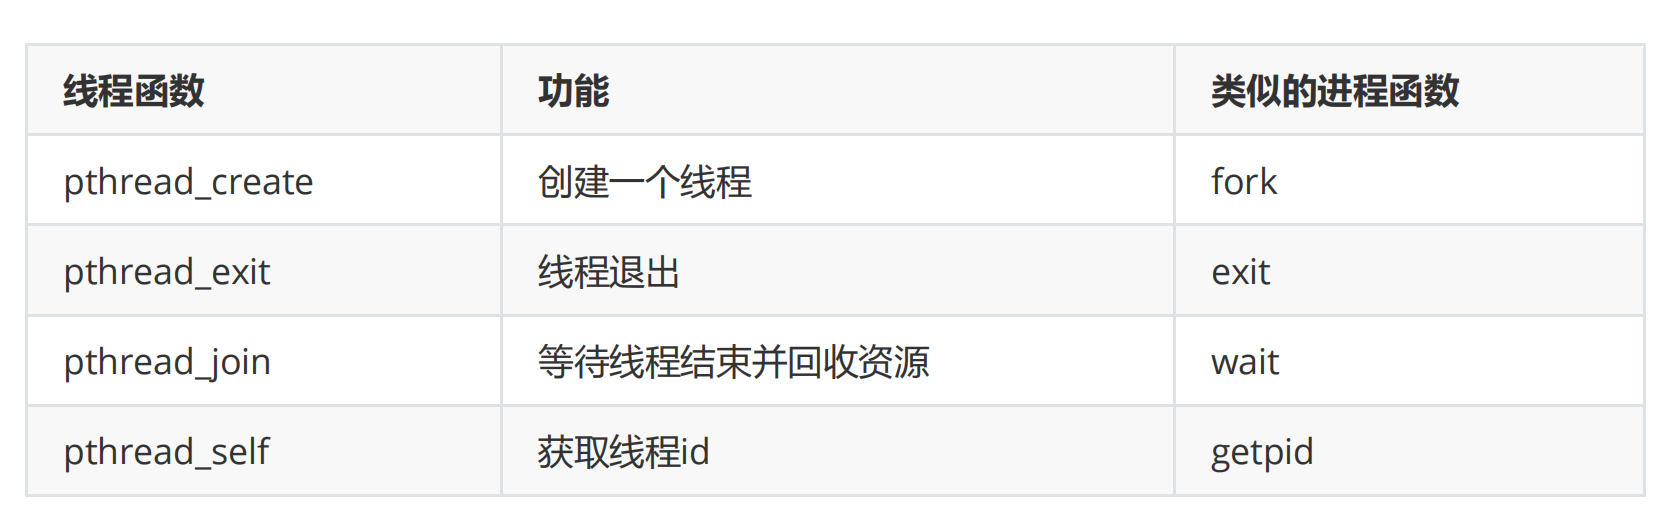 线程函数 功能 类似的进程函数
pthread_create 创建一个线程 fork
pthread_exit 线程退出 exit
pthread_join 等待线程结束并回收资源 wait
pthread_self 获取线程id getpid